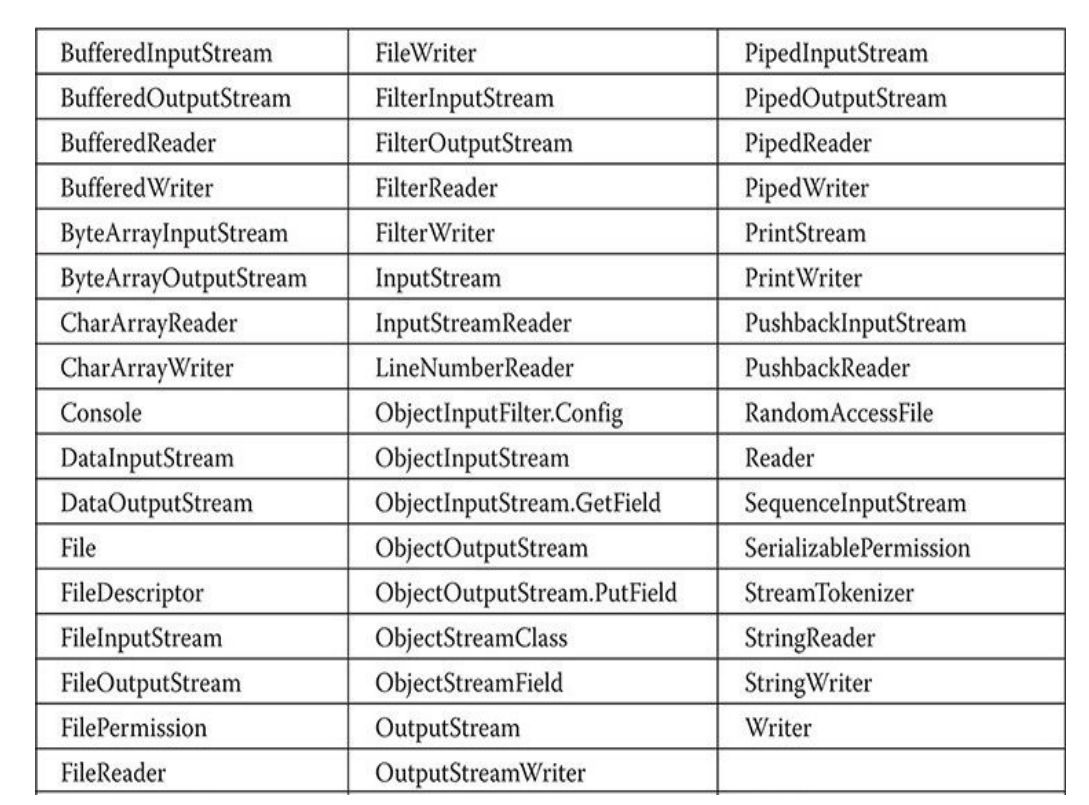 BufferedInputStream FileWriter PipedInputStream
BufferedOutputStream FilterInputStream PipedOutputStream
BufferedReader FilterOutputStream PipedReader
BufferedWriter FilterReader PipedWriter
ByteArrayInputStream FilterWriter PrintStream
ByteArrayOutputStream InputStream PrintWriter
CharArrayReader InputStreamReader PushbackInputStream
CharArrayWriter LineNumberReader PushbackReader
Console ObjectInputFilter.Config RandomAccessFile
DataInputStream ObjectInputStream Reader
DataOutputStream ObjectInputStream.GetField SequenceInputStream
File ObjectOutputStream SerializablePermission
FileDescriptor ObjectOutputStream.PutField StreamTokenizer
FileInputStream ObjectStreamClass StringReader
FileOutputStream ObjectStreamField StringWriter
FilePermission OutputStream Writer
FileReader OutputStreamWriter